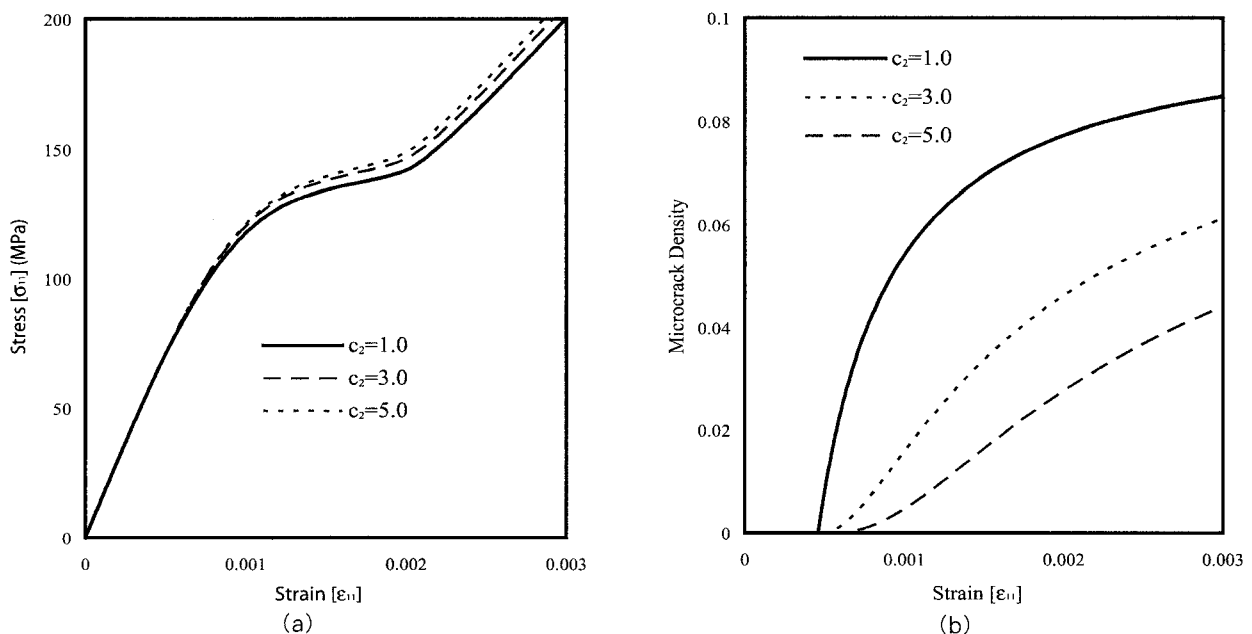 200
150
100
50
0
Stress [σ₁₁] (MPa)
c₂=1.0
c₂=3.0
c₂=5.0
0
0.001
0.002
0.003
Strain [ε₁₁]
(a)
0.1
0.08
0.06
0.04
0.02
0
Microcrack Density
c₂=1.0
c₂=3.0
c₂=5.0
0
0.001
0.002
0.003
Strain [ε₁₁]
(b)